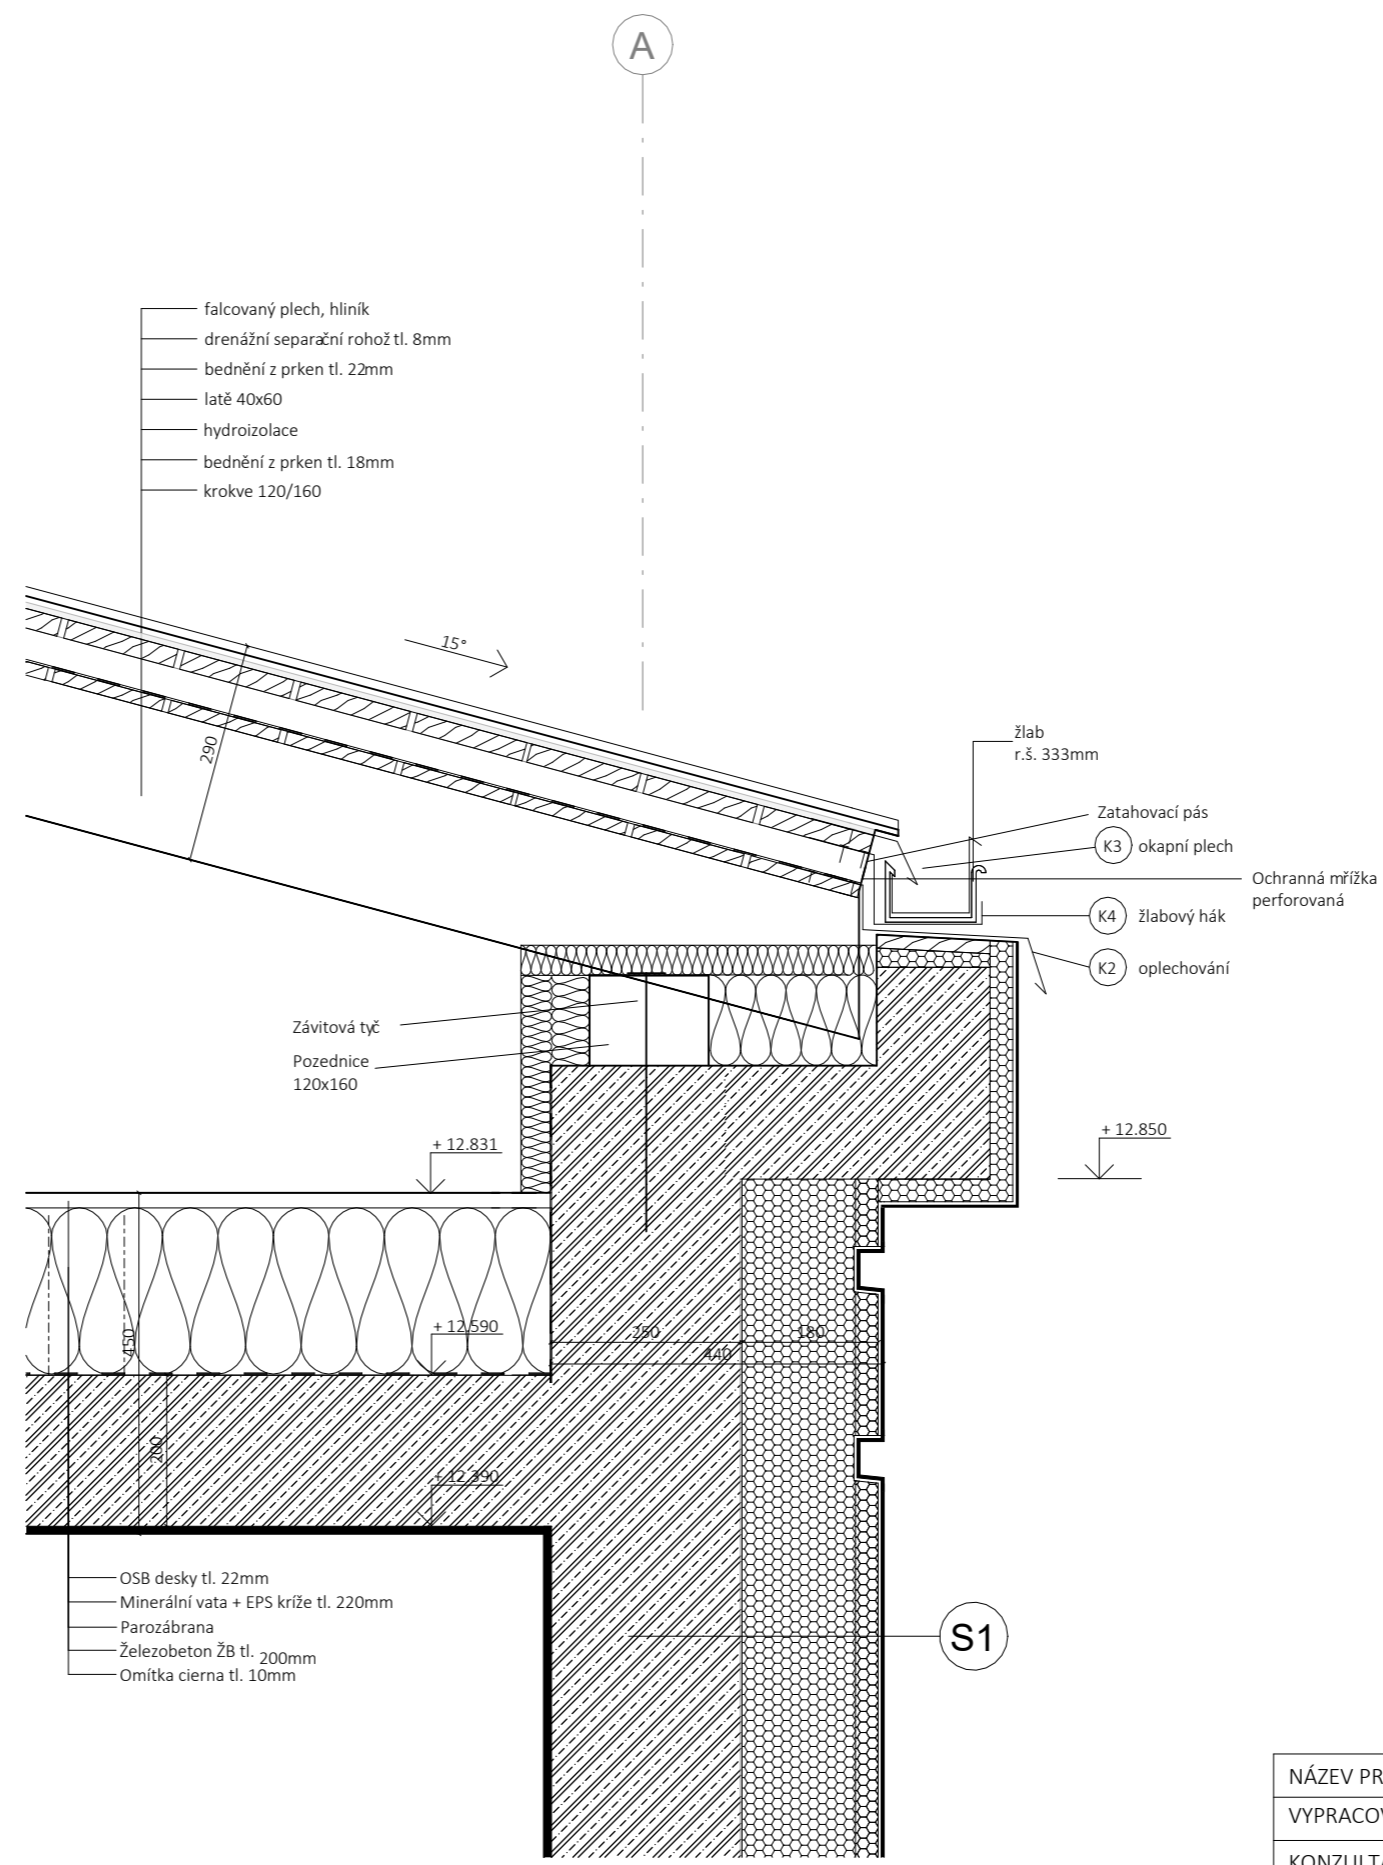 A
falcovaný plech, hliník
drenážní separační rohož tl. 8mm
bednění z prken tl. 22mm
latě 40x60
hydroizolace
bednění z prken tl. 18mm
krokve 120/160
15°
290
žlab
r.š. 333mm
Zatahovací pás
K3 okapní plech
Ochranná mřížka
perforovaná
K4 žlabový hák
K2 oplechování
Závitová tyč
Pozednice
120x160
+ 12.831
+ 12.850
+ 12.590
250
180
440
450
200
+ 12.390
OSB desky tl. 22mm
Minerální vata + EPS kríže tl. 220mm
Parozábrana
Železobeton ŽB tl. 200mm
Omítka cierna tl. 10mm
S1
NÁZEV PR
VYPRACOV
KONZULTA